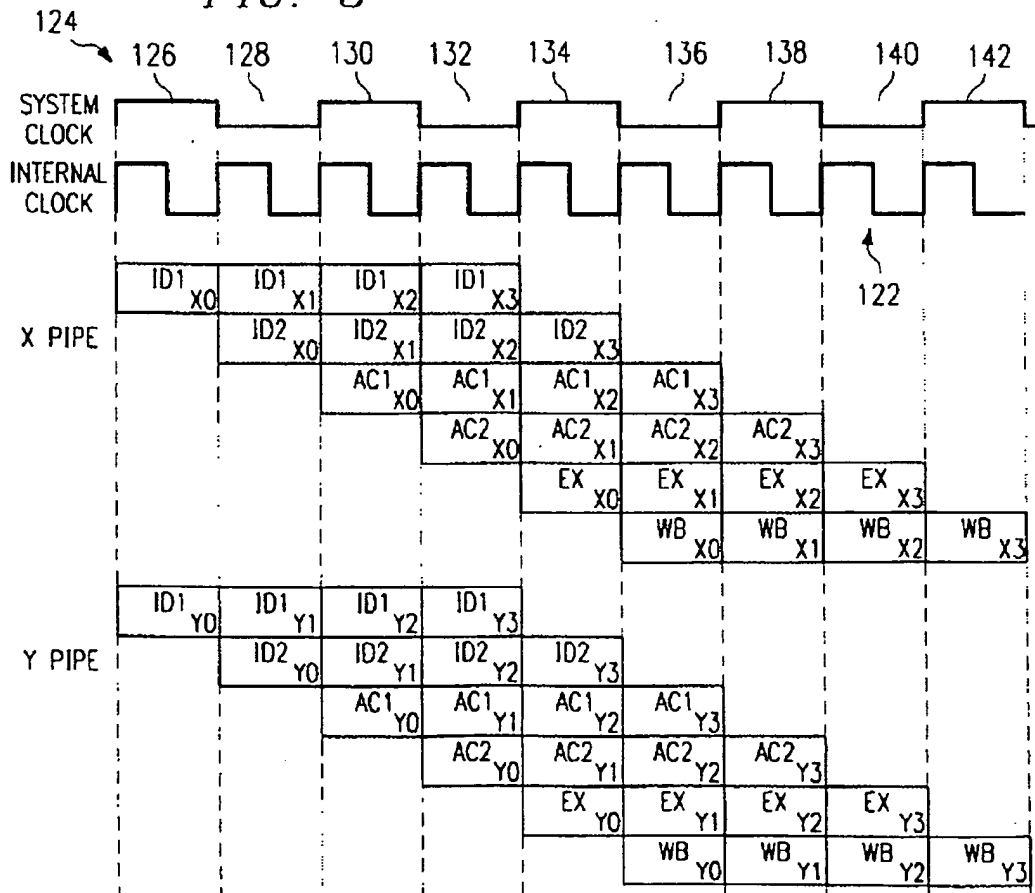 124
126 128 130 132 134 136 138 140 142
SYSTEM CLOCK
INTERNAL CLOCK
122
X PIPE
ID1 X0 ID1 X1 ID1 X2 ID1 X3
ID2 X0 ID2 X1 ID2 X2 ID2 X3
AC1 X0 AC1 X1 AC1 X2 AC1 X3
AC2 X0 AC2 X1 AC2 X2 AC2 X3
EX X0 EX X1 EX X2 EX X3
WB X0 WB X1 WB X2 WB X3
Y PIPE
ID1 Y0 ID1 Y1 ID1 Y2 ID1 Y3
ID2 Y0 ID2 Y1 ID2 Y2 ID2 Y3
AC1 Y0 AC1 Y1 AC1 Y2 AC1 Y3
AC2 Y0 AC2 Y1 AC2 Y2 AC2 Y3
EX Y0 EX Y1 EX Y2 EX Y3
WB Y0 WB Y1 WB Y2 WB Y3